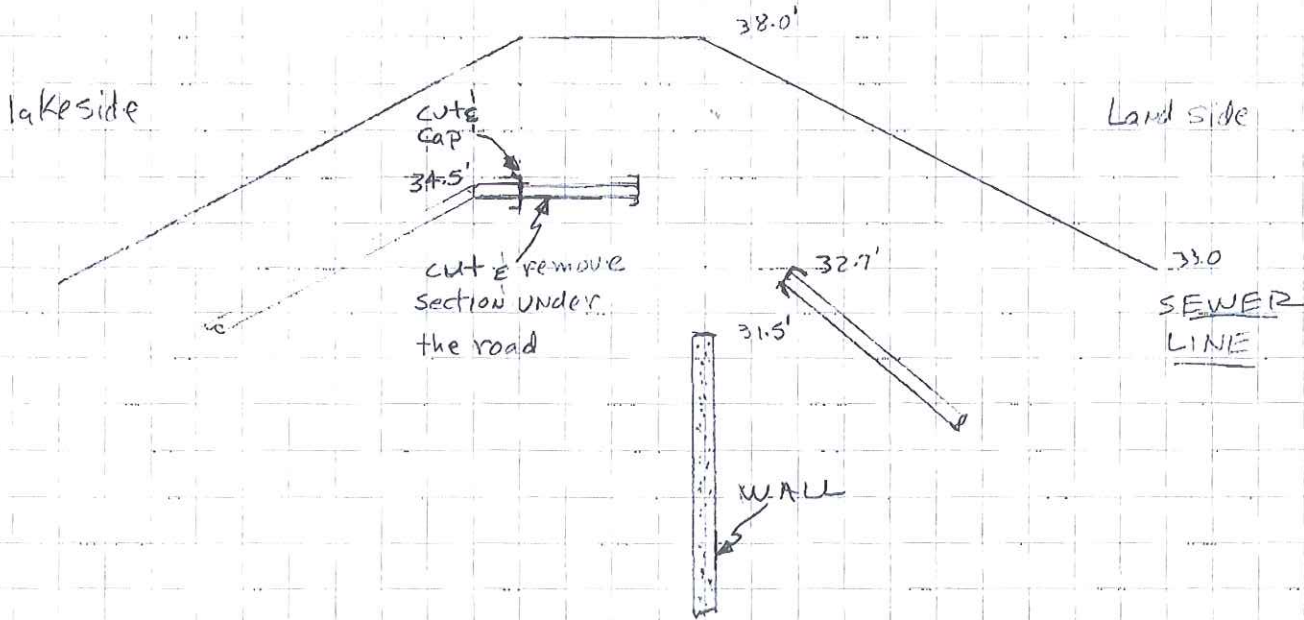 38.0'
lakeside
Land side
cut &
cap
34.5'
cut & remove
section under
the road
32.7'
33.0
SEWER
LINE
31.5'
WALL